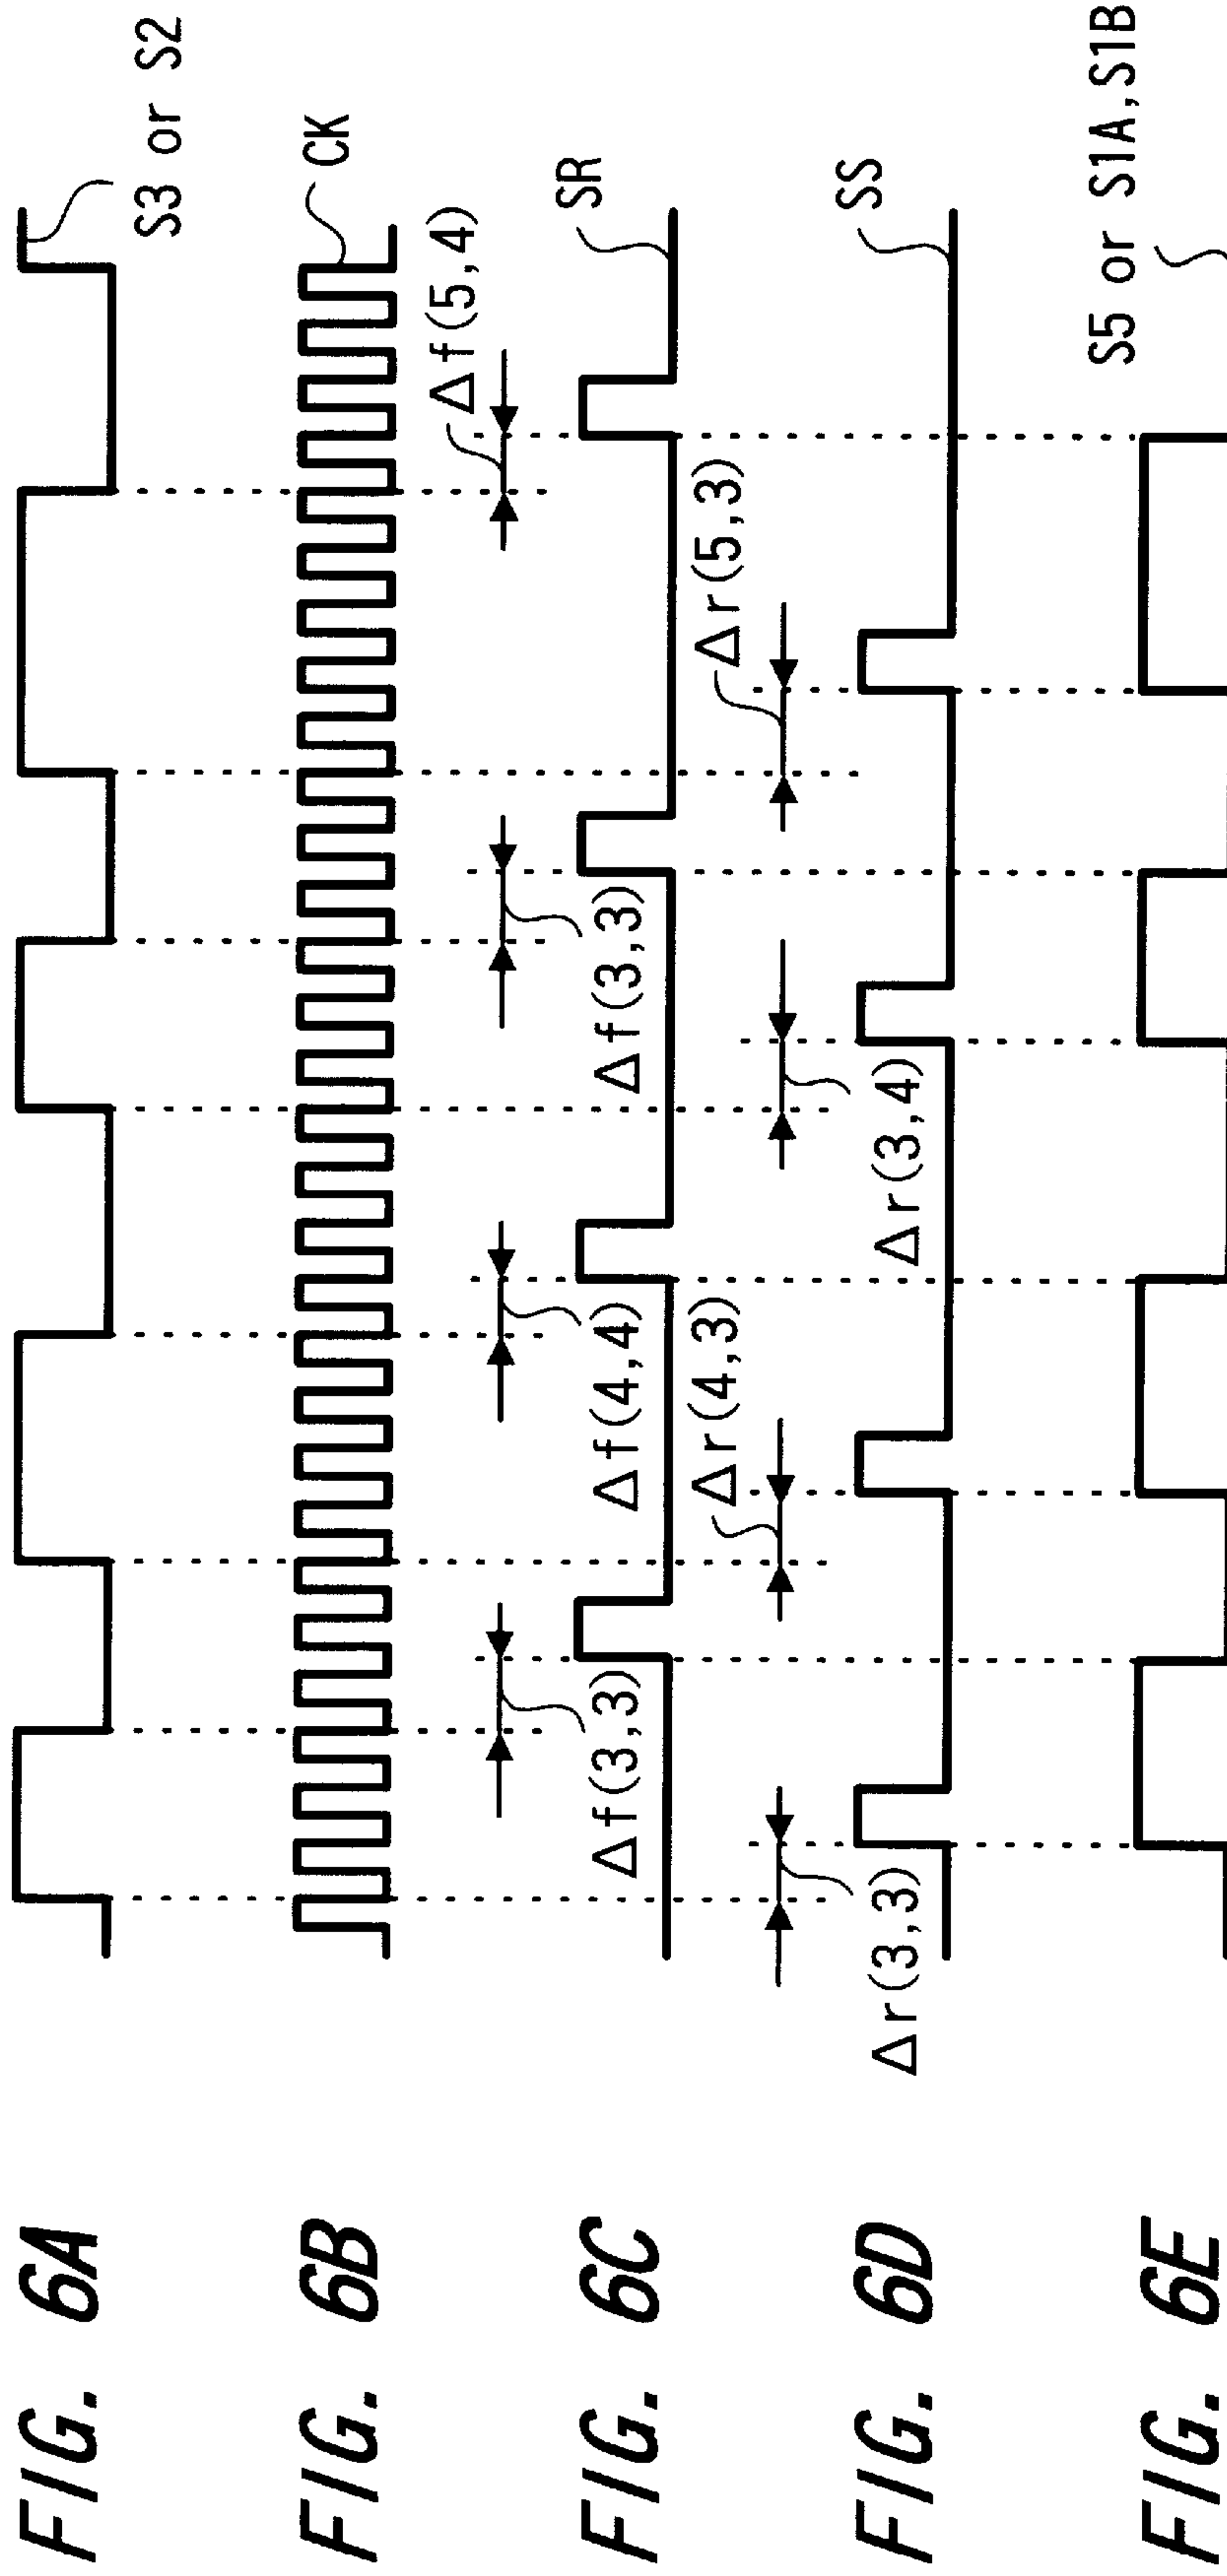 FIG. 6A
S3 or S2
FIG. 6B
CK
FIG. 6C
Δf(3,3)
Δf(4,4)
Δf(3,3)
Δf(5,4)
SR
FIG. 6D
Δr(3,3)
Δr(4,3)
Δr(3,4)
Δr(5,3)
SS
FIG. 6E
S5 or S1A,S1B